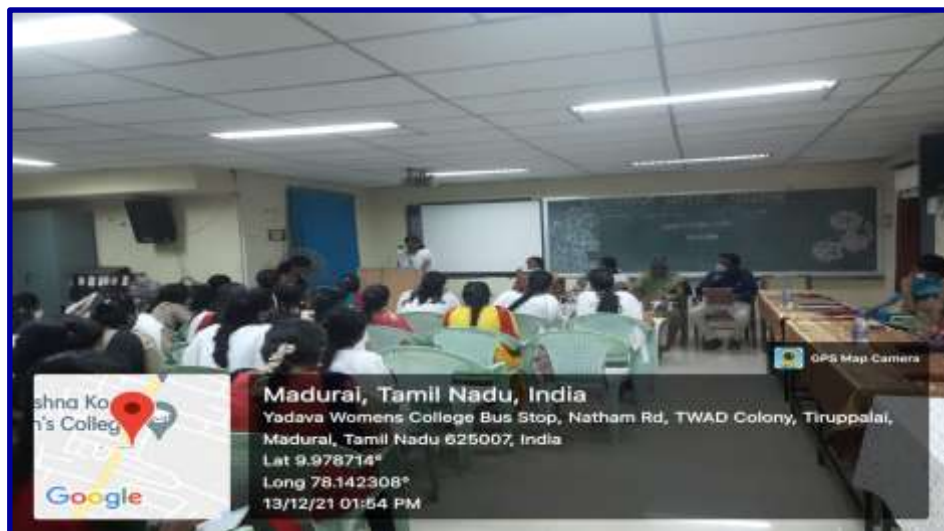 GPS Map Camera
shna Ko
n's Colleg
Google
Madurai, Tamil Nadu, India
Yadava Womens College Bus Stop, Natham Rd, TWAD Colony, Tiruppalai,
Madurai, Tamil Nadu 625007, India
Lat 9.978714°
Long 78.142308°
13/12/21 01:54 PM